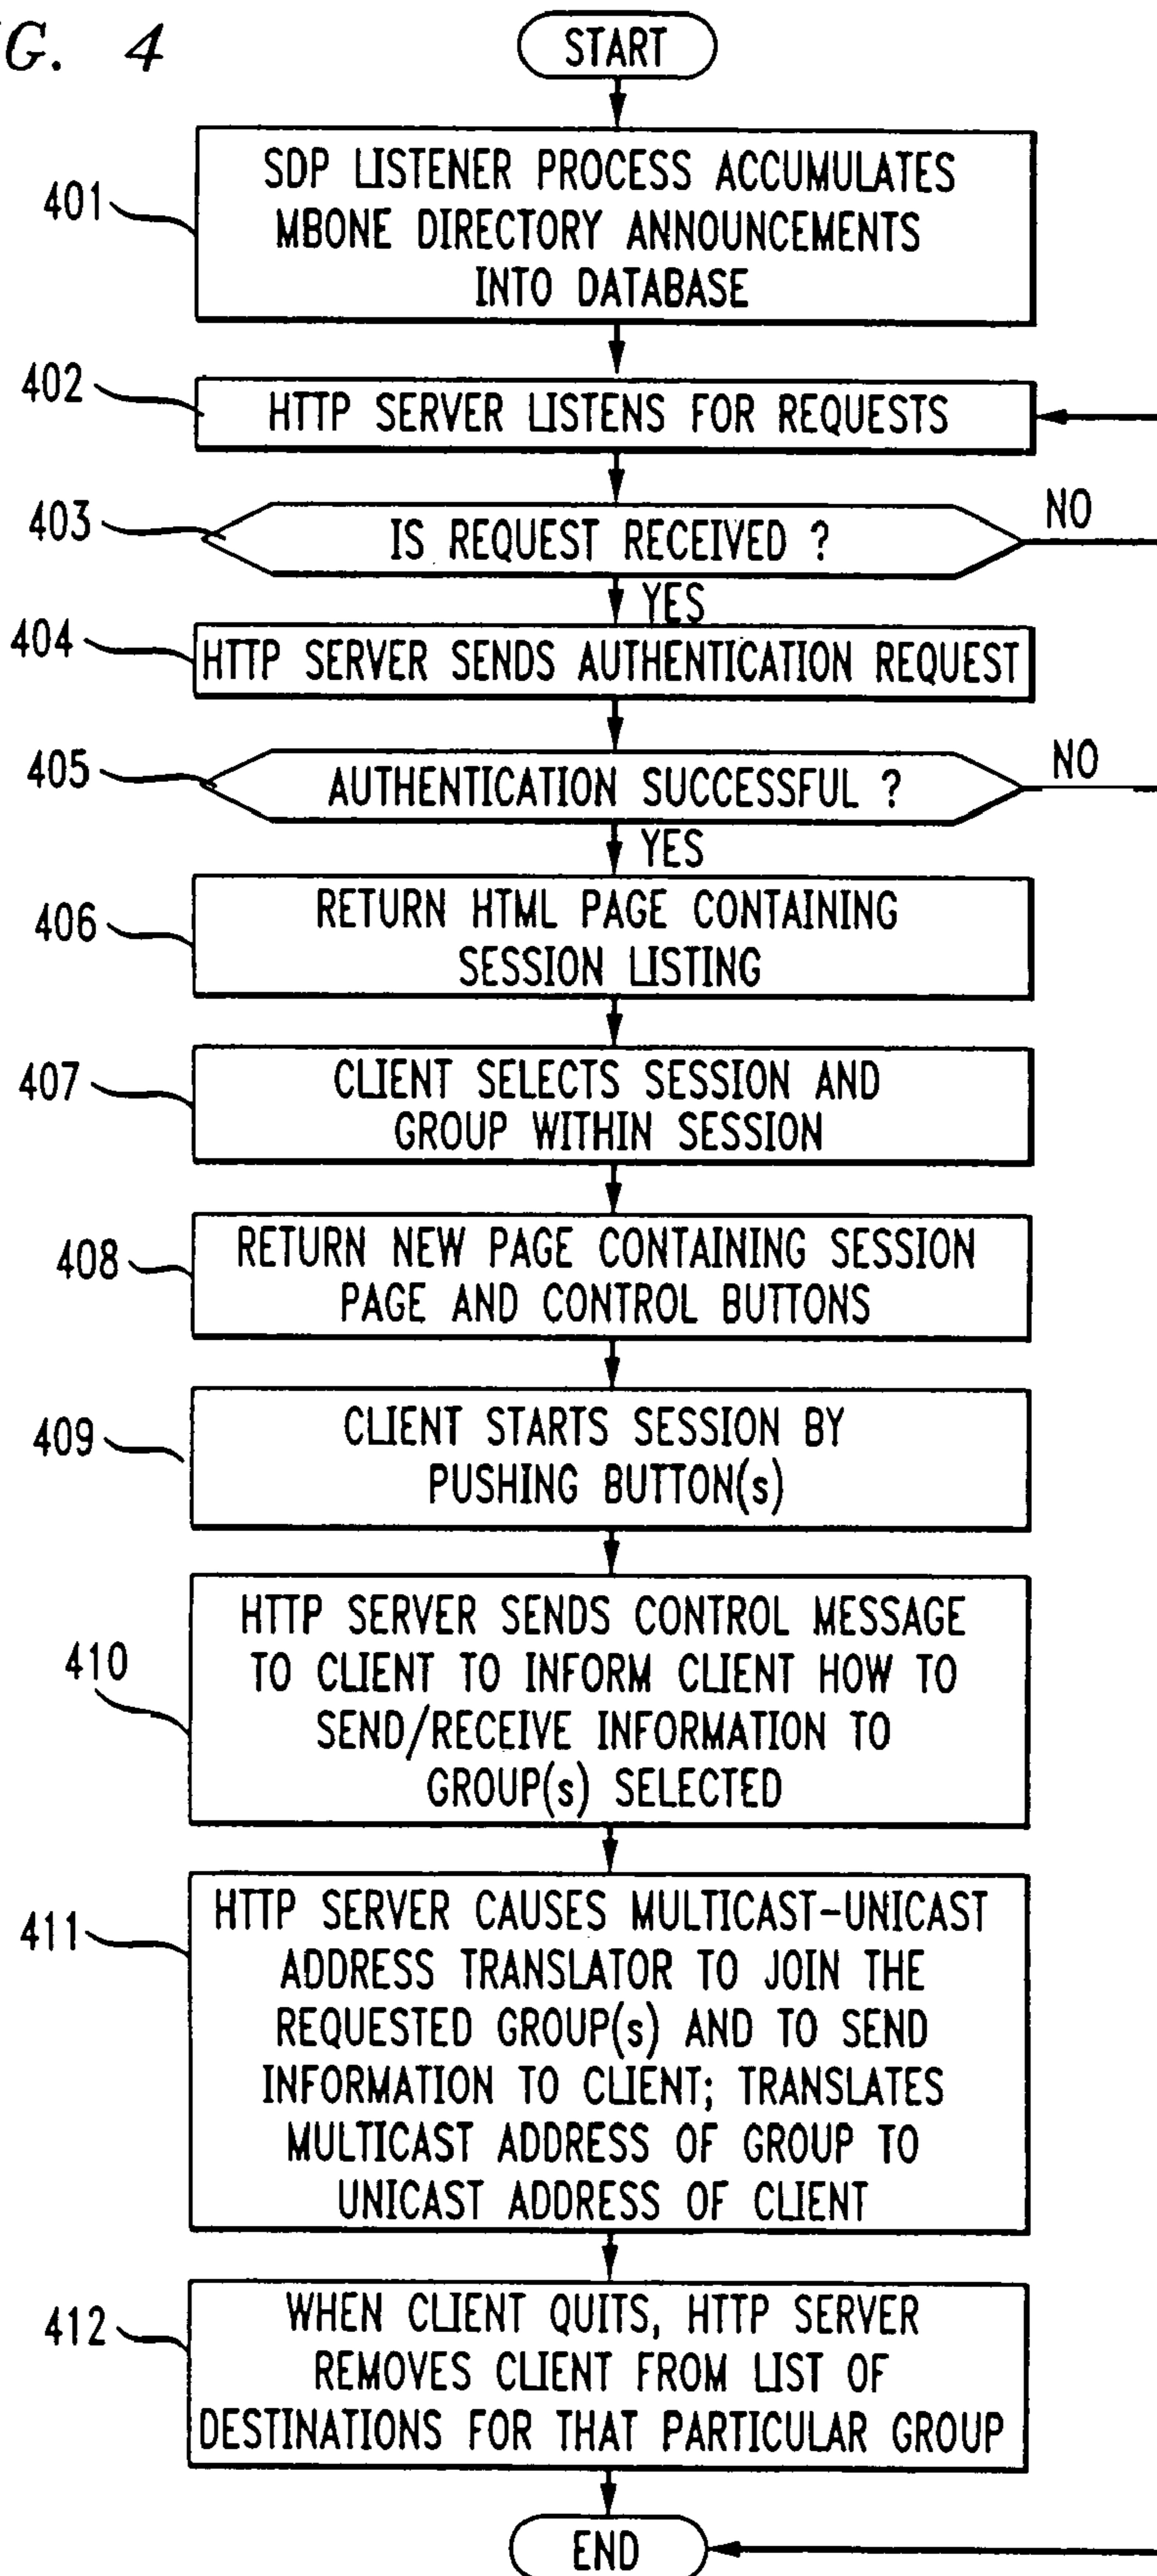 G. 4
START
401
SDP LISTENER PROCESS ACCUMULATES
MBONE DIRECTORY ANNOUNCEMENTS
INTO DATABASE
402
HTTP SERVER LISTENS FOR REQUESTS
403
IS REQUEST RECEIVED ?
NO
YES
404
HTTP SERVER SENDS AUTHENTICATION REQUEST
405
AUTHENTICATION SUCCESSFUL ?
NO
YES
406
RETURN HTML PAGE CONTAINING
SESSION LISTING
407
CLIENT SELECTS SESSION AND
GROUP WITHIN SESSION
408
RETURN NEW PAGE CONTAINING SESSION
PAGE AND CONTROL BUTTONS
409
CLIENT STARTS SESSION BY
PUSHING BUTTON(s)
410
HTTP SERVER SENDS CONTROL MESSAGE
TO CLIENT TO INFORM CLIENT HOW TO
SEND/RECEIVE INFORMATION TO
GROUP(s) SELECTED
411
HTTP SERVER CAUSES MULTICAST-UNICAST
ADDRESS TRANSLATOR TO JOIN THE
REQUESTED GROUP(s) AND TO SEND
INFORMATION TO CLIENT; TRANSLATES
MULTICAST ADDRESS OF GROUP TO
UNICAST ADDRESS OF CLIENT
412
WHEN CLIENT QUITS, HTTP SERVER
REMOVES CLIENT FROM LIST OF
DESTINATIONS FOR THAT PARTICULAR GROUP
END